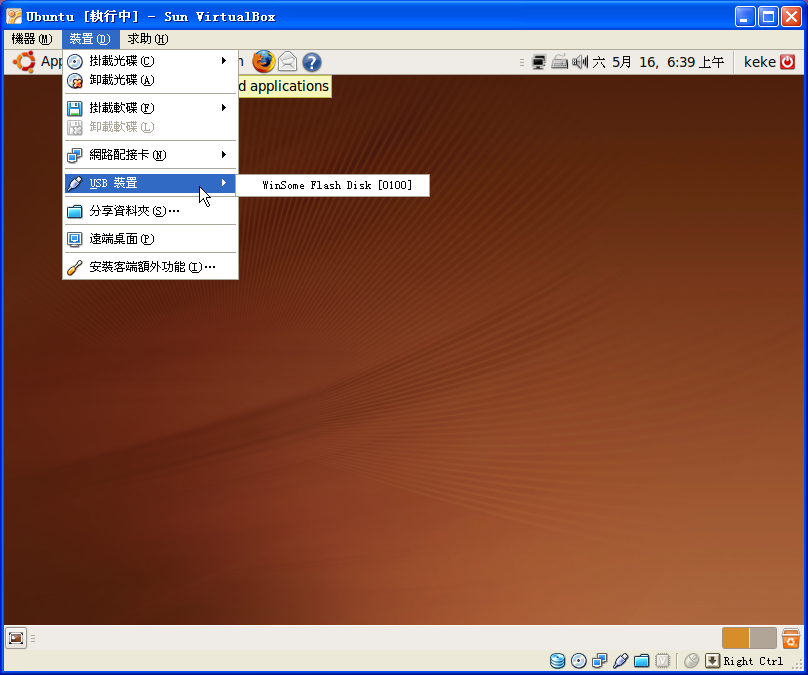 Ubuntu [執行中] - Sun VirtualBox
機器(M) 裝置(D) 求助(H)
App
六 5月 16, 6:39 上午 keke
d applications
掛載光碟(C)
卸載光碟(A)
掛載軟碟(F)
卸載軟碟(L)
網路配接卡(N)
USB 裝置
WinSome Flash Disk [0100]
分享資料夾(S)…
遠端桌面(P)
安裝客端額外功能(I)…
Right Ctrl